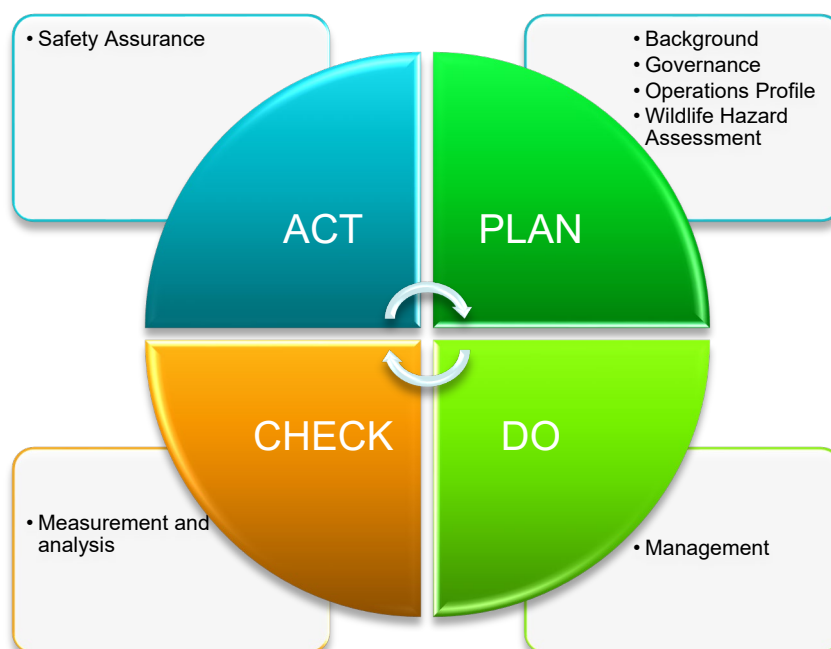 • Safety Assurance
• Background
• Governance
• Operations Profile
• Wildlife Hazard
Assessment
ACT
PLAN
CHECK
DO
• Measurement and
analysis
• Management